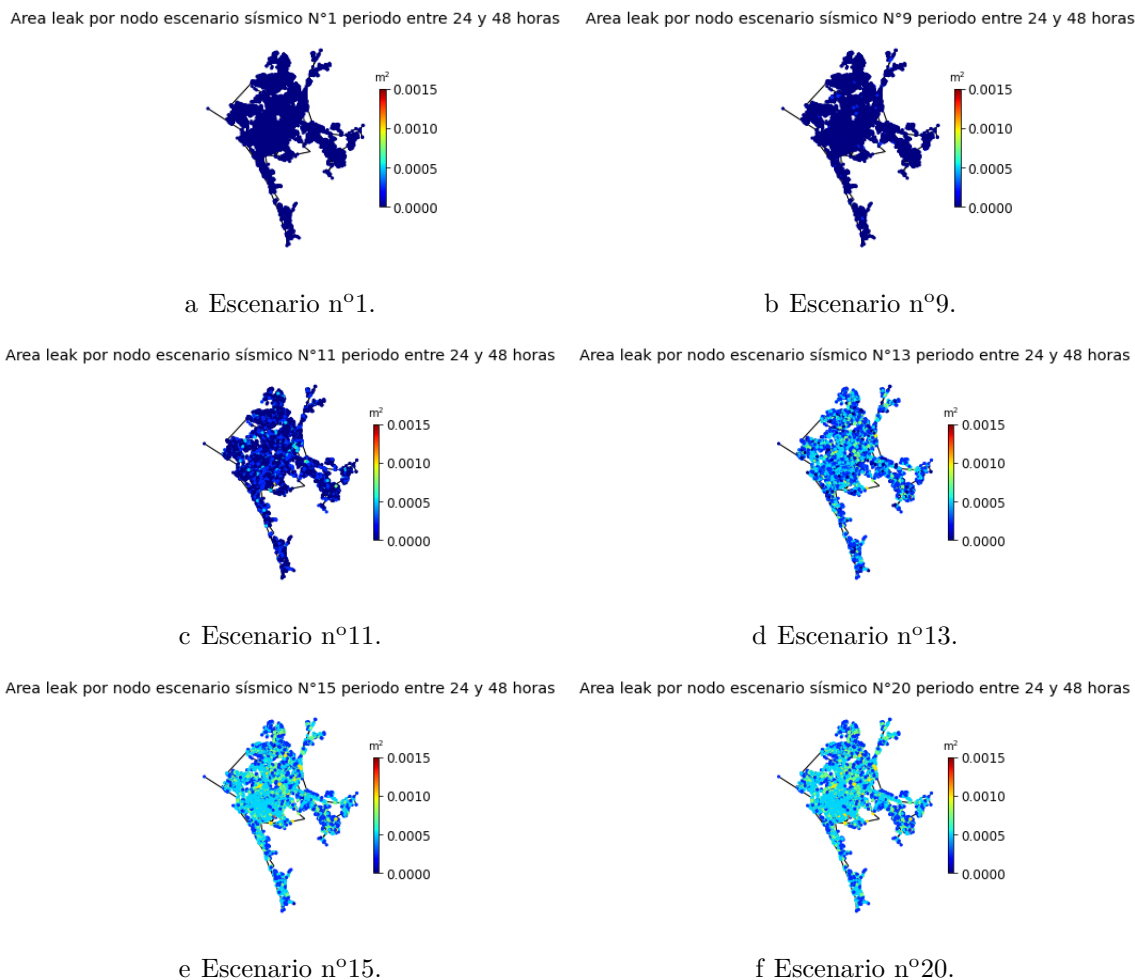 Area leak por nodo escenario sísmico N°1 periodo entre 24 y 48 horas
m²
0.0015
0.0010
0.0005
0.0000
a Escenario nº1.
Area leak por nodo escenario sísmico N°9 periodo entre 24 y 48 horas
m²
0.0015
0.0010
0.0005
0.0000
b Escenario nº9.
Area leak por nodo escenario sísmico N°11 periodo entre 24 y 48 horas
m²
0.0015
0.0010
0.0005
0.0000
c Escenario nº11.
Area leak por nodo escenario sísmico N°13 periodo entre 24 y 48 horas
m²
0.0015
0.0010
0.0005
0.0000
d Escenario nº13.
Area leak por nodo escenario sísmico N°15 periodo entre 24 y 48 horas
m²
0.0015
0.0010
0.0005
0.0000
e Escenario nº15.
Area leak por nodo escenario sísmico N°20 periodo entre 24 y 48 horas
m²
0.0015
0.0010
0.0005
0.0000
f Escenario nº20.